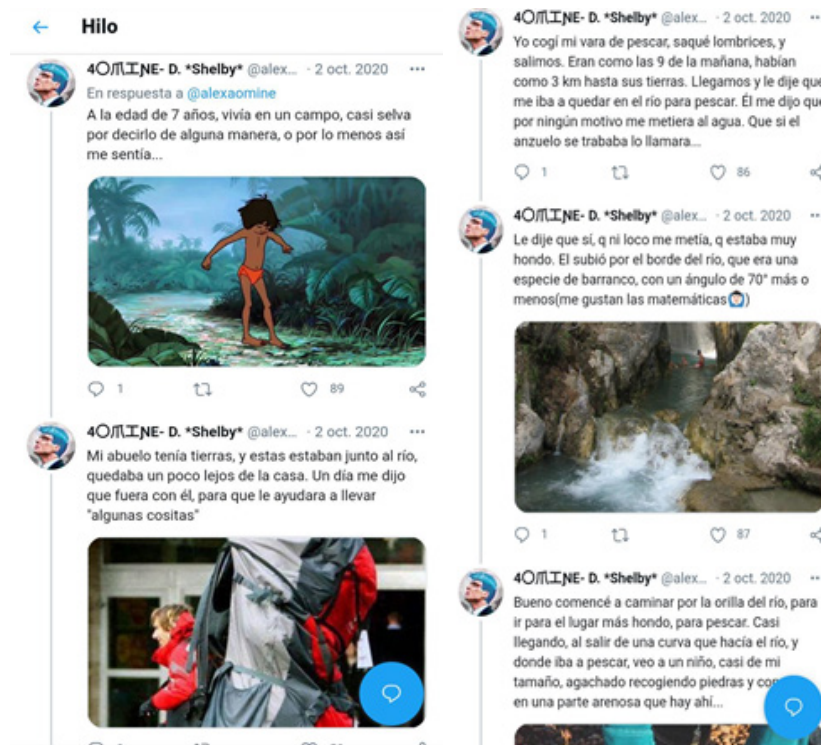 Hilo
4ꓳՈꓶꓮꓠE- D. *Shelby* @alex... · 2 oct. 2020
En respuesta a @alexaomine
A la edad de 7 años, vivía en un campo, casi selva
por decirlo de alguna manera, o por lo menos así
me sentía...
1
89
D. *Shelby* @alex... · 2 oct. 2020
Mi abuelo tenía tierras, y estas estaban junto al río,
quedaba un poco lejos de la casa. Un día me dijo
que fuera con él, para que le ayudara a llevar
"algunas cositas"
D. *Shelby* @alex... · 2 oct. 2020
Yo cogí mi vara de pescar, saqué lombrices, y
salimos. Eran como las 9 de la mañana, habían
como 3 km hasta sus tierras. Llegamos y le dije que
me iba a quedar en el río para pescar. Él me dijo que
por ningún motivo me metiera al agua. Que si el
anzuelo se trababa lo llamara...
1
86
D. *Shelby* @alex... · 2 oct. 2020
Le dije que sí, q ni loco me metía, q estaba muy
hondo. El subió por el borde del río, que era una
especie de barranco, con un ángulo de 70° más o
menos(me gustan las matemáticas)
1
87
D. *Shelby* @alex... · 2 oct. 2020
Bueno comencé a caminar por la orilla del río, para
ir para el lugar más hondo, para pescar. Casi
llegando, al salir de una curva que hacía el río, y
donde iba a pescar, veo a un niño, casi de mi
tamaño, agachado recogiendo piedras y
en una parte arenosa que hay ahí...